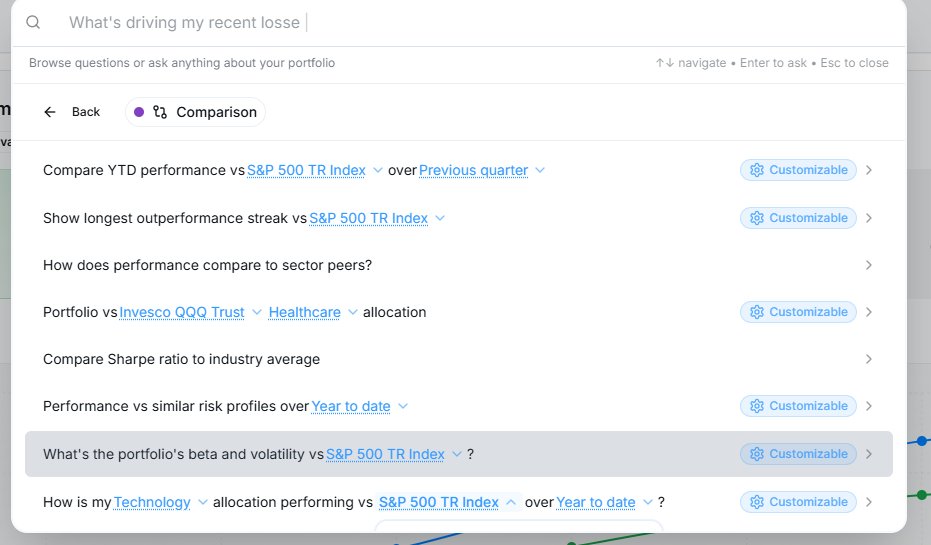 What's driving my recent losse
Browse questions or ask anything about your portfolio ↑↓ navigate • Enter to ask • Esc to close
← Back Comparison
Compare YTD performance vs S&P 500 TR Index over Previous quarter Customizable
Show longest outperformance streak vs S&P 500 TR Index Customizable
How does performance compare to sector peers?
Portfolio vs Invesco QQQ Trust Healthcare allocation Customizable
Compare Sharpe ratio to industry average
Performance vs similar risk profiles over Year to date Customizable
What's the portfolio's beta and volatility vs S&P 500 TR Index ? Customizable
How is my Technology allocation performing vs S&P 500 TR Index over Year to date ? Customizable